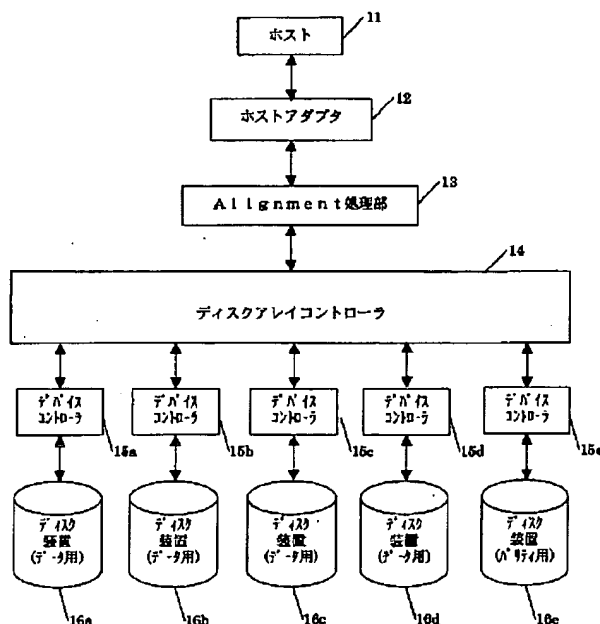 11
ホスト
12
ホストアダプタ
13
Allignment処理部
14
ディスクアレイコントローラ
デバイス
コントローラ
デバイス
コントローラ
デバイス
コントローラ
デバイス
コントローラ
デバイス
コントローラ
15a
15b
15c
15d
15e
ディスク
装置
(データ用)
ディスク
装置
(データ用)
ディスク
装置
(データ用)
ディスク
装置
(データ用)
ディスク
装置
(パリティ用)
16a
16b
16c
16d
16e